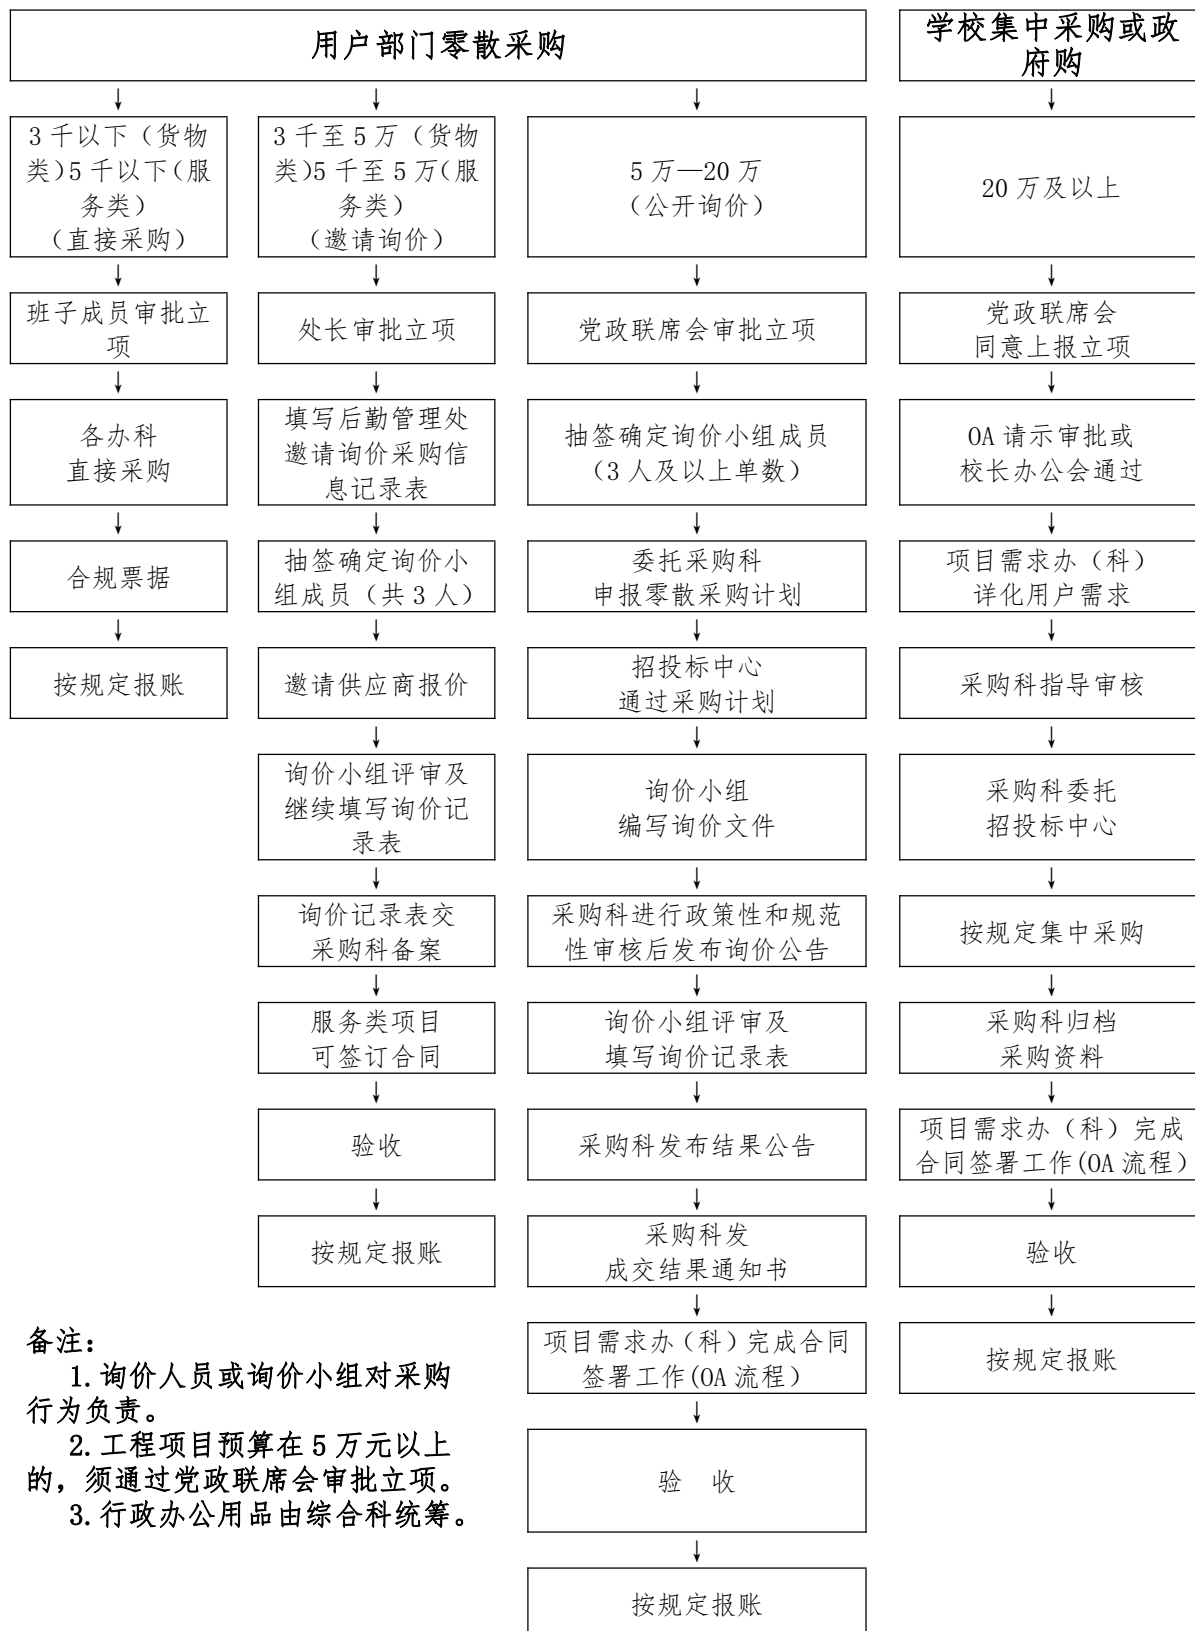 用户部门零散采购
学校集中采购或政
府购
3千以下（货物
类)5千以下(服
务类）
（直接采购）
3千至5万（货物
类)5千至5万(服
务类）
（邀请询价）
5万—20万
（公开询价）
20万及以上
班子成员审批立
项
处长审批立项
党政联席会审批立项
党政联席会
同意上报立项
各办科
直接采购
填写后勤管理处
邀请询价采购信
息记录表
抽签确定询价小组成员
（3人及以上单数）
OA请示审批或
校长办公会通过
合规票据
抽签确定询价小
组成员（共3人）
委托采购科
申报零散采购计划
项目需求办（科）
详化用户需求
按规定报账
邀请供应商报价
招投标中心
通过采购计划
采购科指导审核
询价小组评审及
继续填写询价记
录表
询价小组
编写询价文件
采购科委托
招投标中心
询价记录表交
采购科备案
采购科进行政策性和规范
性审核后发布询价公告
按规定集中采购
服务类项目
可签订合同
询价小组评审及
填写询价记录表
采购科归档
采购资料
验收
采购科发布结果公告
项目需求办（科）完成
合同签署工作(OA流程）
按规定报账
采购科发
成交结果通知书
验收
项目需求办（科）完成合同
签署工作(OA流程）
按规定报账
验 收
按规定报账
备注：
1.询价人员或询价小组对采购
行为负责。
2.工程项目预算在5万元以上
的，须通过党政联席会审批立项。
3.行政办公用品由综合科统筹。